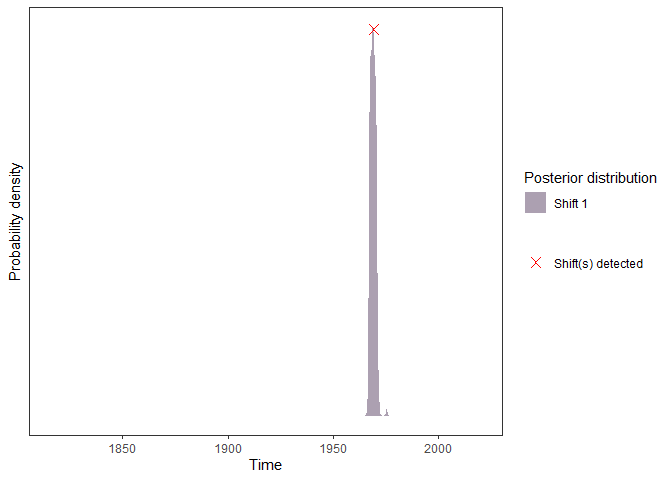 Probability density
1850
1900
1950
2000
Time
Posterior distribution
Shift 1
Shift(s) detected